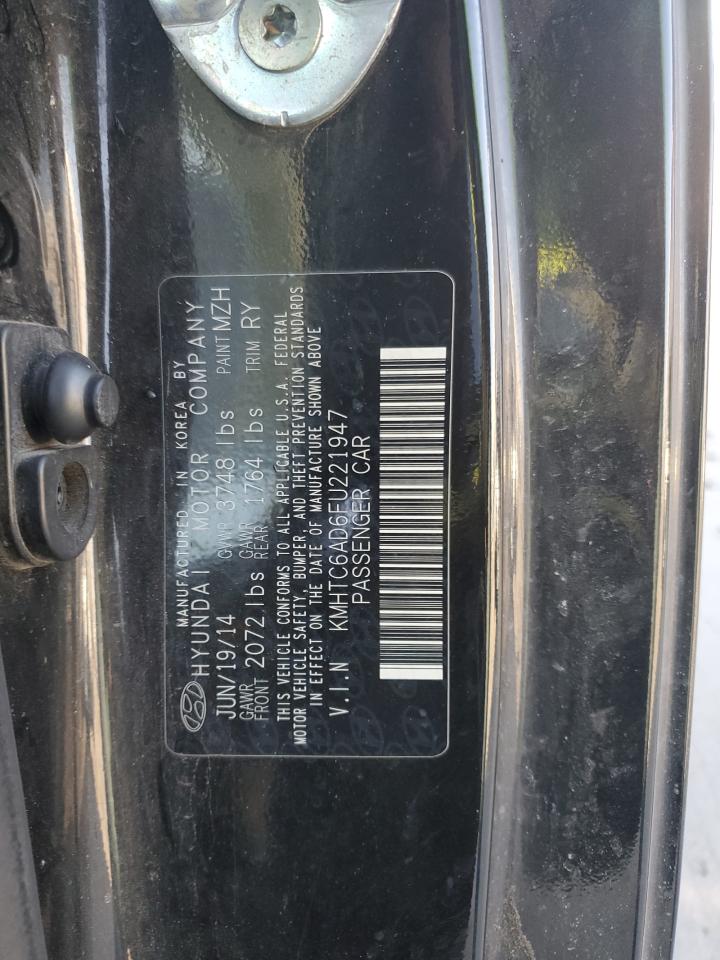 MANUFACTURED IN KOREA BY
HYUNDAI MOTOR COMPANY
JUN/19/14 GVWR 3748 lbs PAINT MZH
GAWR FRONT 2072 lbs GAWR REAR 1764 lbs TRIM RY
THIS VEHICLE CONFORMS TO ALL APPLICABLE U.S.A. FEDERAL
MOTOR VEHICLE SAFETY, BUMPER, AND THEFT PREVENTION STANDARDS
IN EFFECT ON THE DATE OF MANUFACTURE SHOWN ABOVE
V.I.N KMHTC6AD6EU221947
PASSENGER CAR